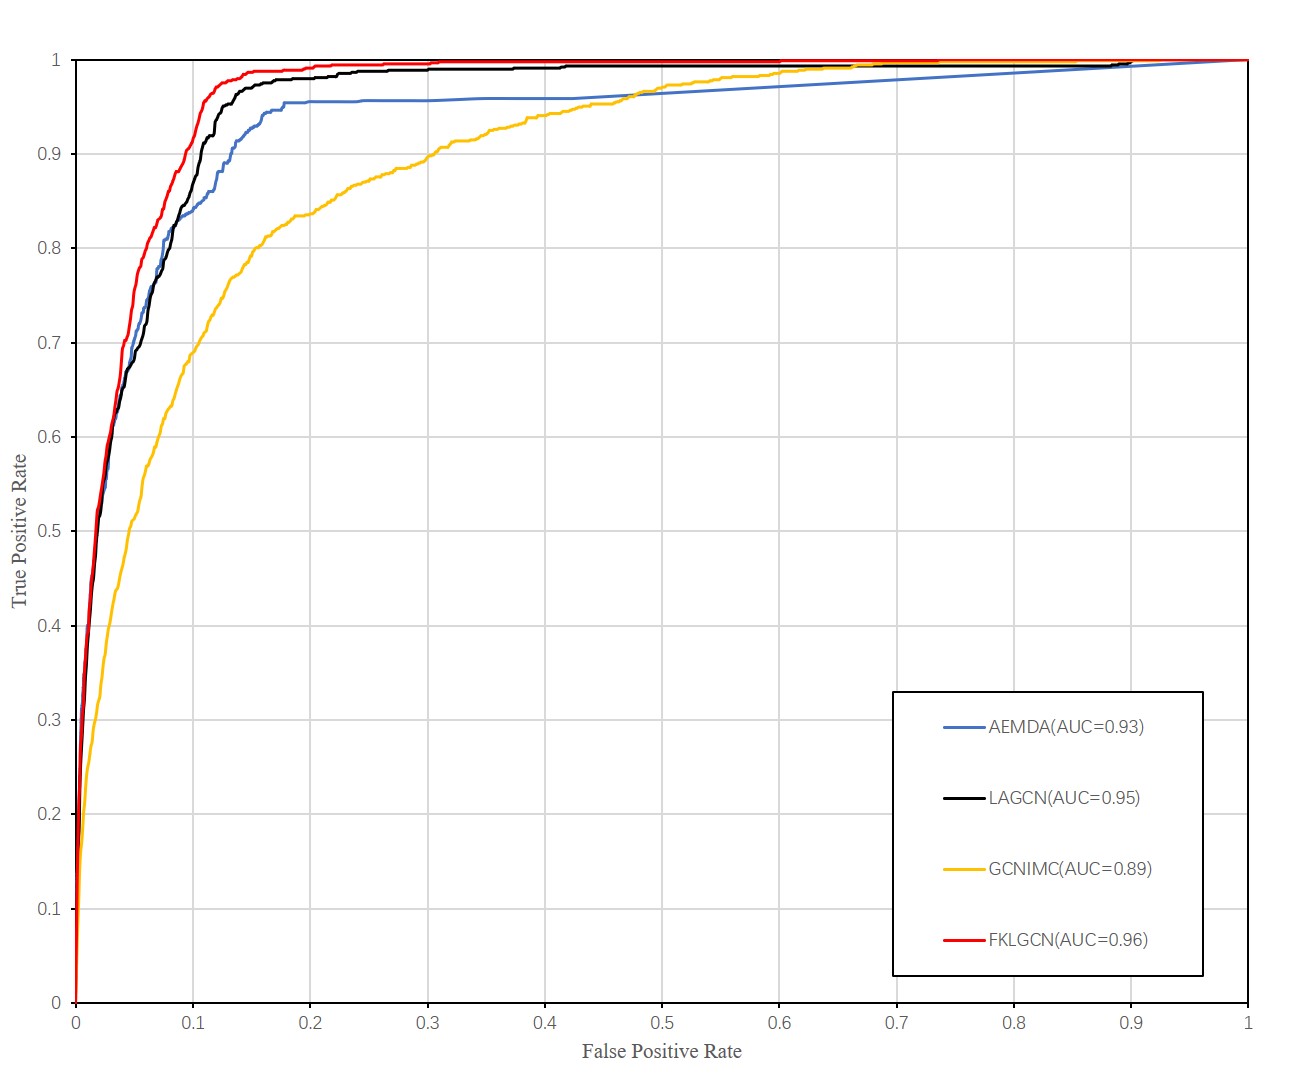 1
0.9
0.8
0.7
0.6
0.5
0.4
0.3
0.2
0.1
0
True Positive Rate
AEMDA(AUC=0.93)
LAGCN(AUC=0.95)
GCNIMC(AUC=0.89)
FKLGCN(AUC=0.96)
0 0.1 0.2 0.3 0.4 0.5 0.6 0.7 0.8 0.9 1
False Positive Rate